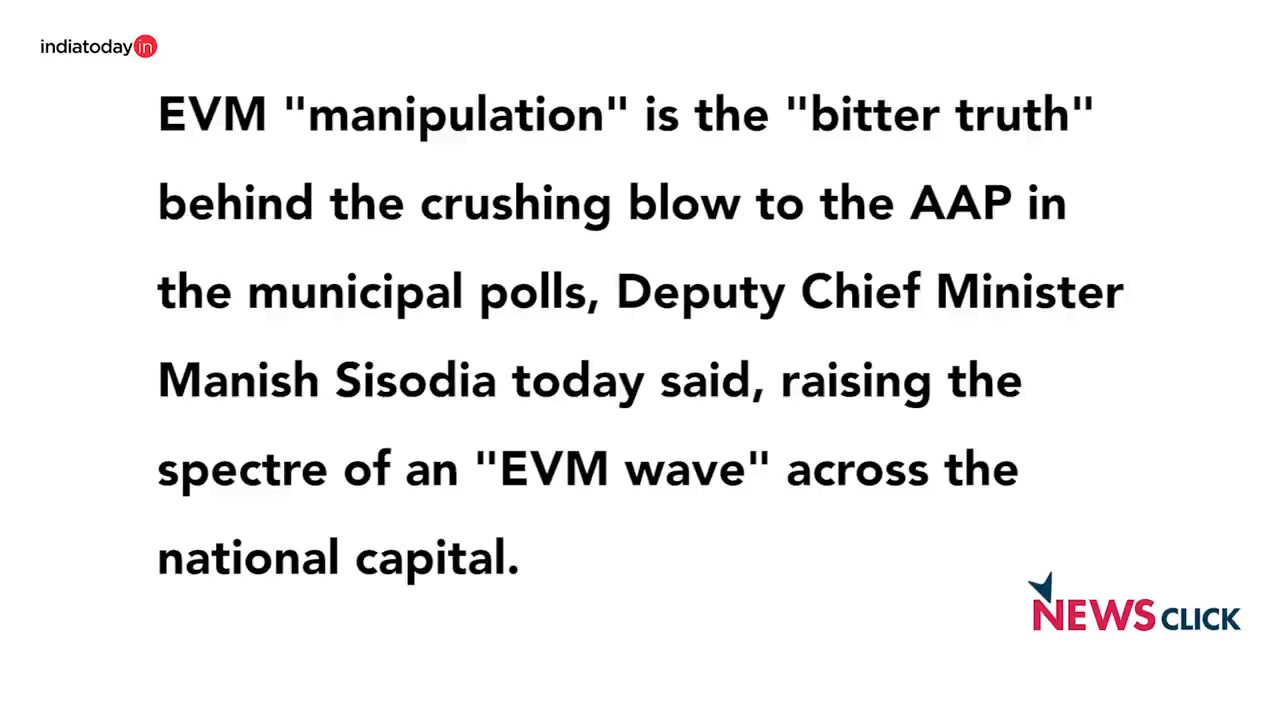 indiatoday in
EVM "manipulation" is the "bitter truth"
behind the crushing blow to the AAP in
the municipal polls, Deputy Chief Minister
Manish Sisodia today said, raising the
spectre of an "EVM wave" across the
national capital.
NEWS CLICK